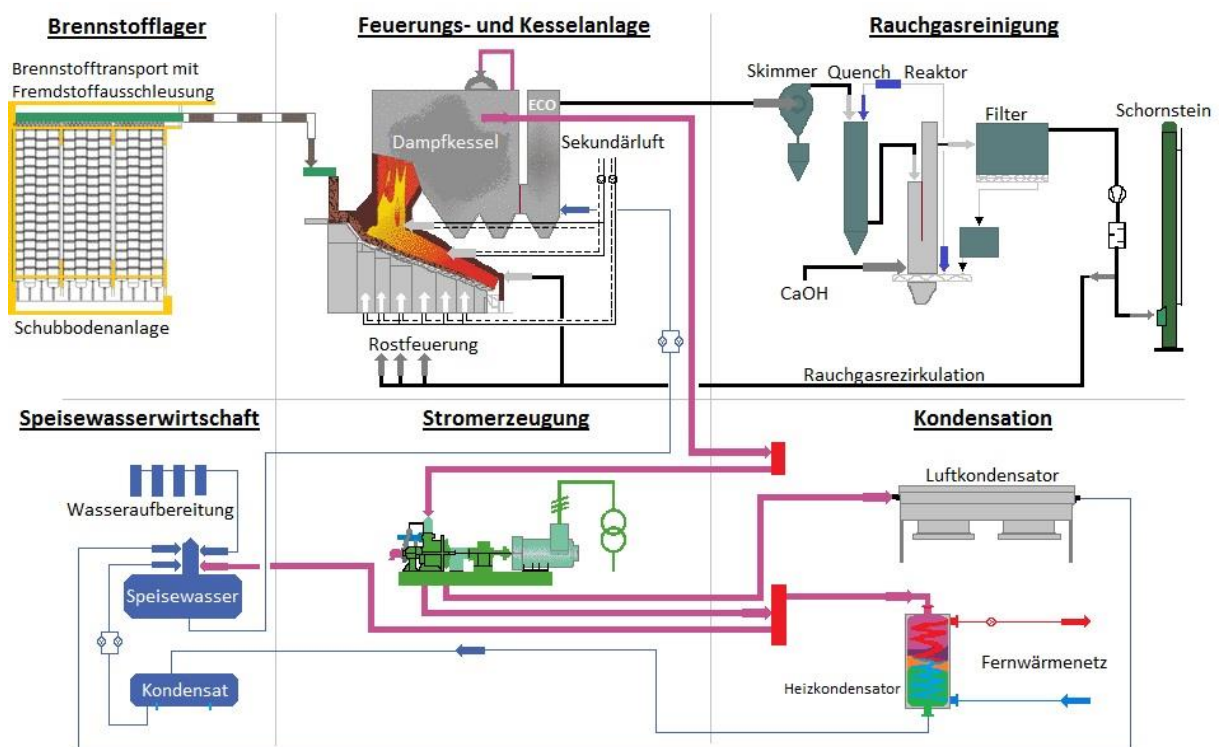 Brennstofflager
Brennstofftransport mit
Fremdstoffausschleusung
Schubbodenanlage
Feuerungs- und Kesselanlage
ECO
Dampfkessel
Sekundärluft
Rostfeuerung
Rauchgasreinigung
Skimmer
Quench
Reaktor
Filter
Schornstein
CaOH
Rauchgasrezirkulation
Speisewasserwirtschaft
Wasseraufbereitung
Speisewasser
Kondensat
Stromerzeugung
Kondensation
Luftkondensator
Heizkondensator
Fernwärmenetz